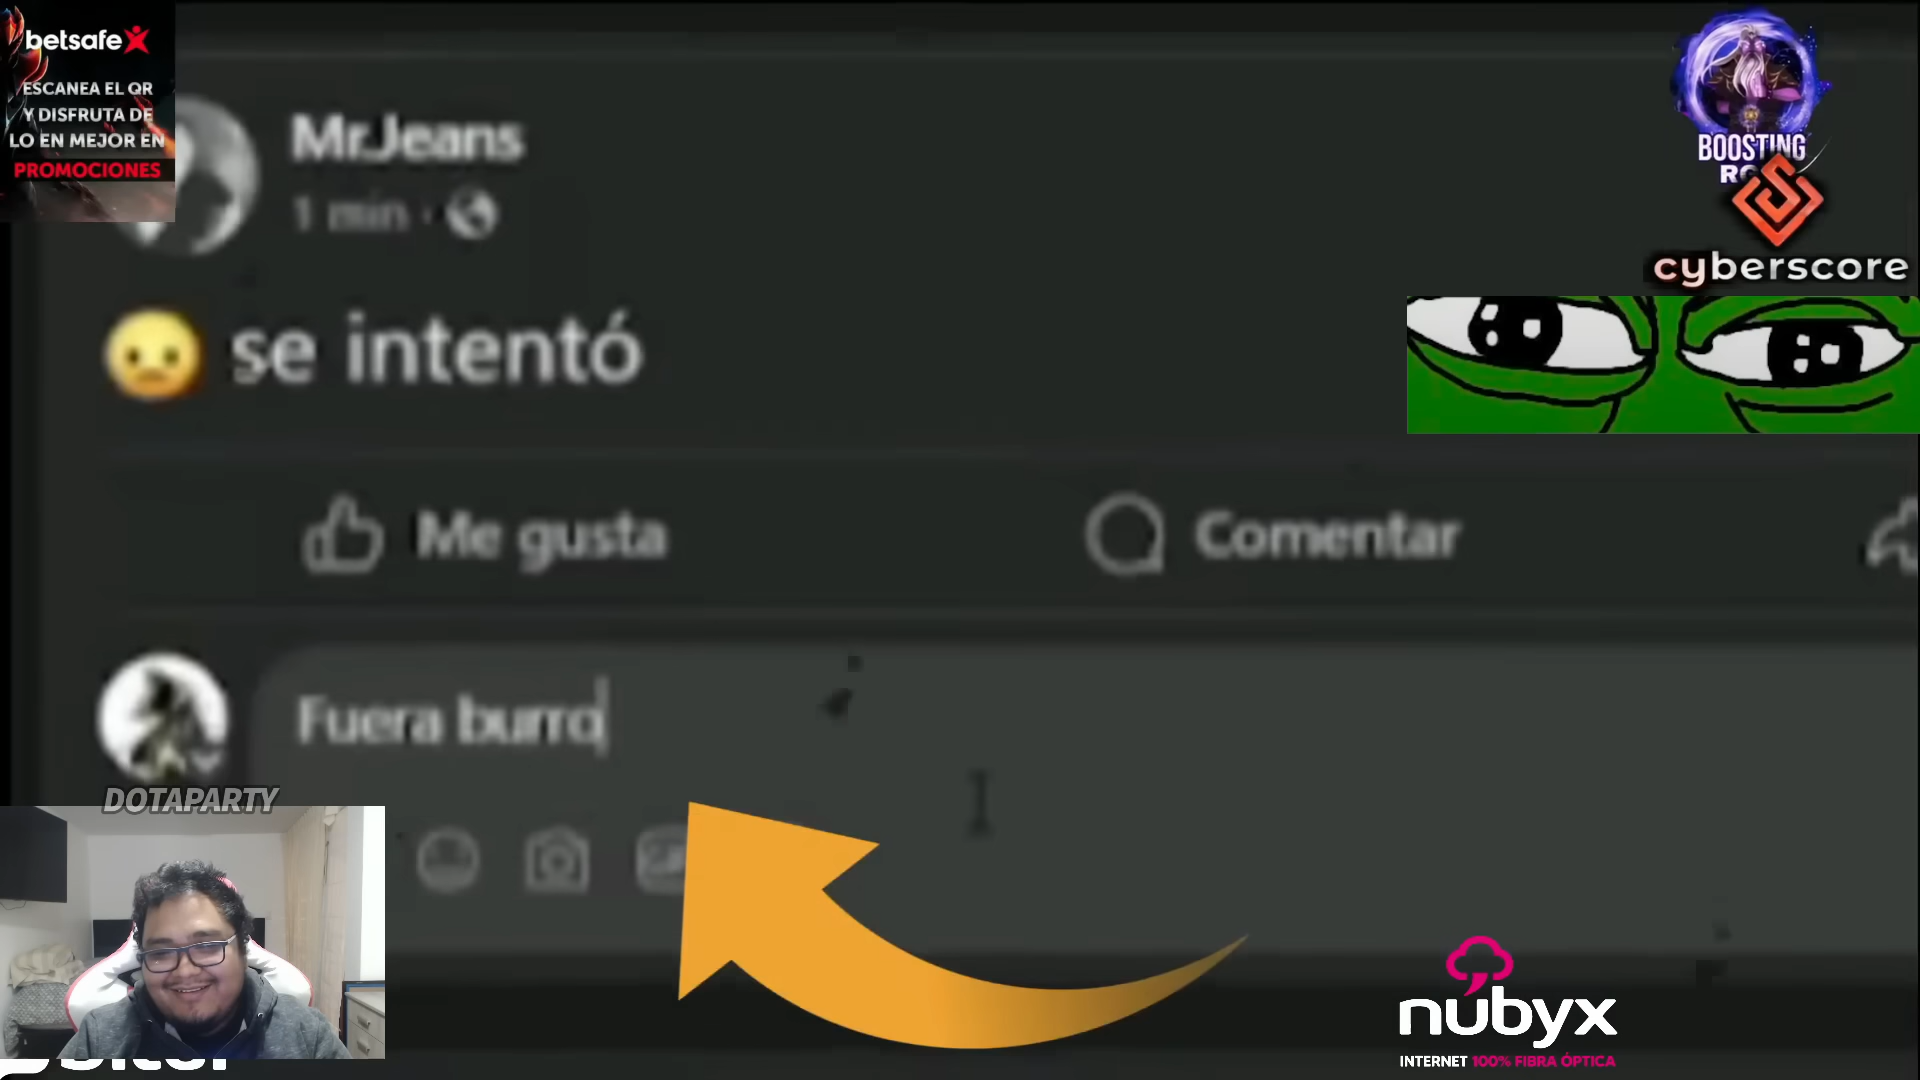 betsafe
ESCANEA EL QR
Y DISFRUTA DE
LO EN MEJOR EN
PROMOCIONES
MrJeans
1 min ·
BOOSTING
cyberscore
😐 se intentó
Me gusta
Comentar
Fuera burro
DOTAPARTY
nubyx
INTERNET 100% FIBRA ÓPTICA